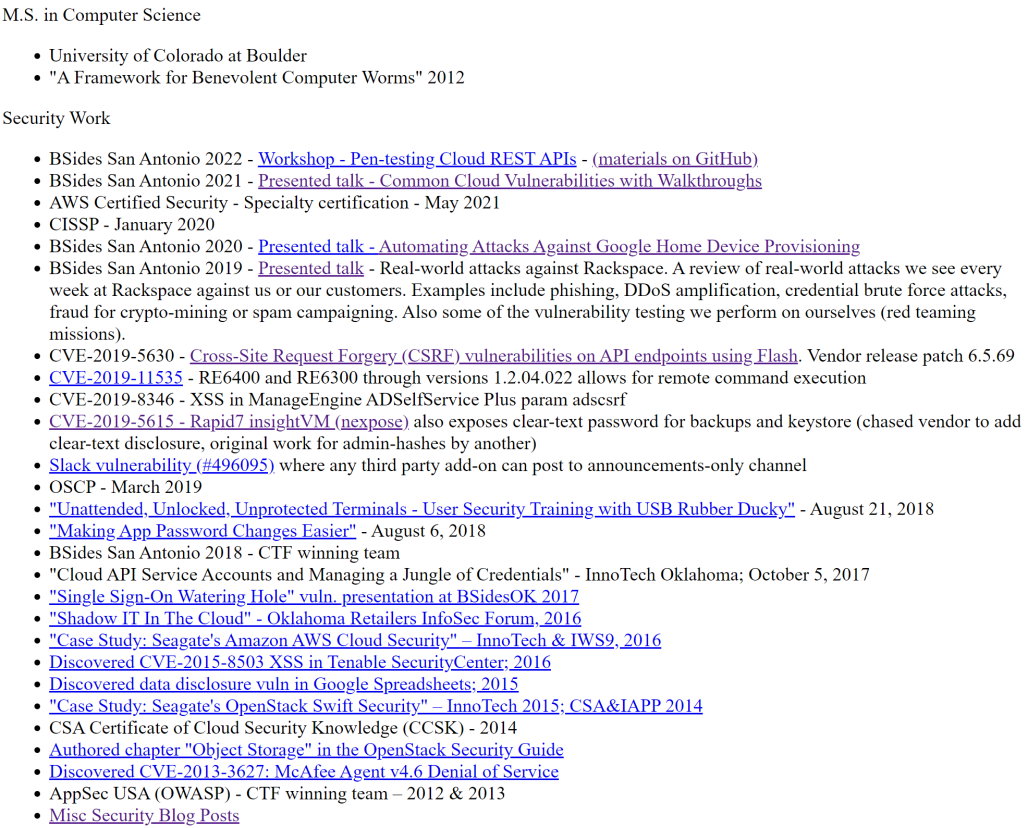 M.S. in Computer Science
• University of Colorado at Boulder
• "A Framework for Benevolent Computer Worms" 2012
Security Work
• BSides San Antonio 2022 - Workshop - Pen-testing Cloud REST APIs - (materials on GitHub)
• BSides San Antonio 2021 - Presented talk - Common Cloud Vulnerabilities with Walkthroughs
• AWS Certified Security - Specialty certification - May 2021
• CISSP - January 2020
• BSides San Antonio 2020 - Presented talk - Automating Attacks Against Google Home Device Provisioning
• BSides San Antonio 2019 - Presented talk - Real-world attacks against Rackspace. A review of real-world attacks we see every
week at Rackspace against us or our customers. Examples include phishing, DDoS amplification, credential brute force attacks,
fraud for crypto-mining or spam campaigning. Also some of the vulnerability testing we perform on ourselves (red teaming
missions).
• CVE-2019-5630 - Cross-Site Request Forgery (CSRF) vulnerabilities on API endpoints using Flash. Vendor release patch 6.5.69
• CVE-2019-11535 - RE6400 and RE6300 through versions 1.2.04.022 allows for remote command execution
• CVE-2019-8346 - XSS in ManageEngine ADSelfService Plus param adscsrf
• CVE-2019-5615 - Rapid7 insightVM (nexpose) also exposes clear-text password for backups and keystore (chased vendor to add
clear-text disclosure, original work for admin-hashes by another)
• Slack vulnerability (#496095) where any third party add-on can post to announcements-only channel
• OSCP - March 2019
• "Unattended, Unlocked, Unprotected Terminals - User Security Training with USB Rubber Ducky" - August 21, 2018
• "Making App Password Changes Easier" - August 6, 2018
• BSides San Antonio 2018 - CTF winning team
• "Cloud API Service Accounts and Managing a Jungle of Credentials" - InnoTech Oklahoma; October 5, 2017
• "Single Sign-On Watering Hole" vuln. presentation at BSidesOK 2017
• "Shadow IT In The Cloud" - Oklahoma Retailers InfoSec Forum, 2016
• "Case Study: Seagate's Amazon AWS Cloud Security" – InnoTech & IWS9, 2016
• Discovered CVE-2015-8503 XSS in Tenable SecurityCenter; 2016
• Discovered data disclosure vuln in Google Spreadsheets; 2015
• "Case Study: Seagate's OpenStack Swift Security" – InnoTech 2015; CSA&IAPP 2014
• CSA Certificate of Cloud Security Knowledge (CCSK) - 2014
• Authored chapter "Object Storage" in the OpenStack Security Guide
• Discovered CVE-2013-3627: McAfee Agent v4.6 Denial of Service
• AppSec USA (OWASP) - CTF winning team – 2012 & 2013
• Misc Security Blog Posts